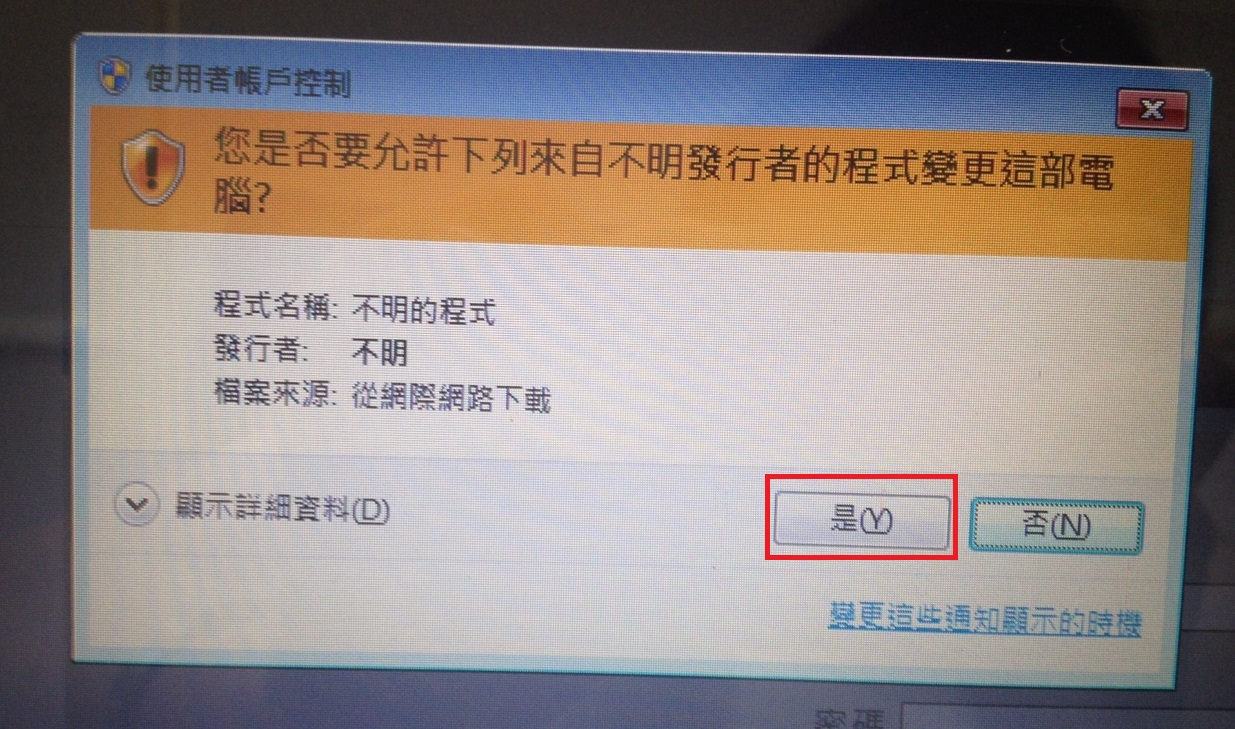 使用者帳戶控制
您是否要允許下列來自不明發行者的程式變更這部電
腦?
程式名稱: 不明的程式
發行者: 不明
檔案來源: 從網際網路下載
顯示詳細資料(D)
是(Y)
否(N)
變更這些通知顯示的時機
密碼